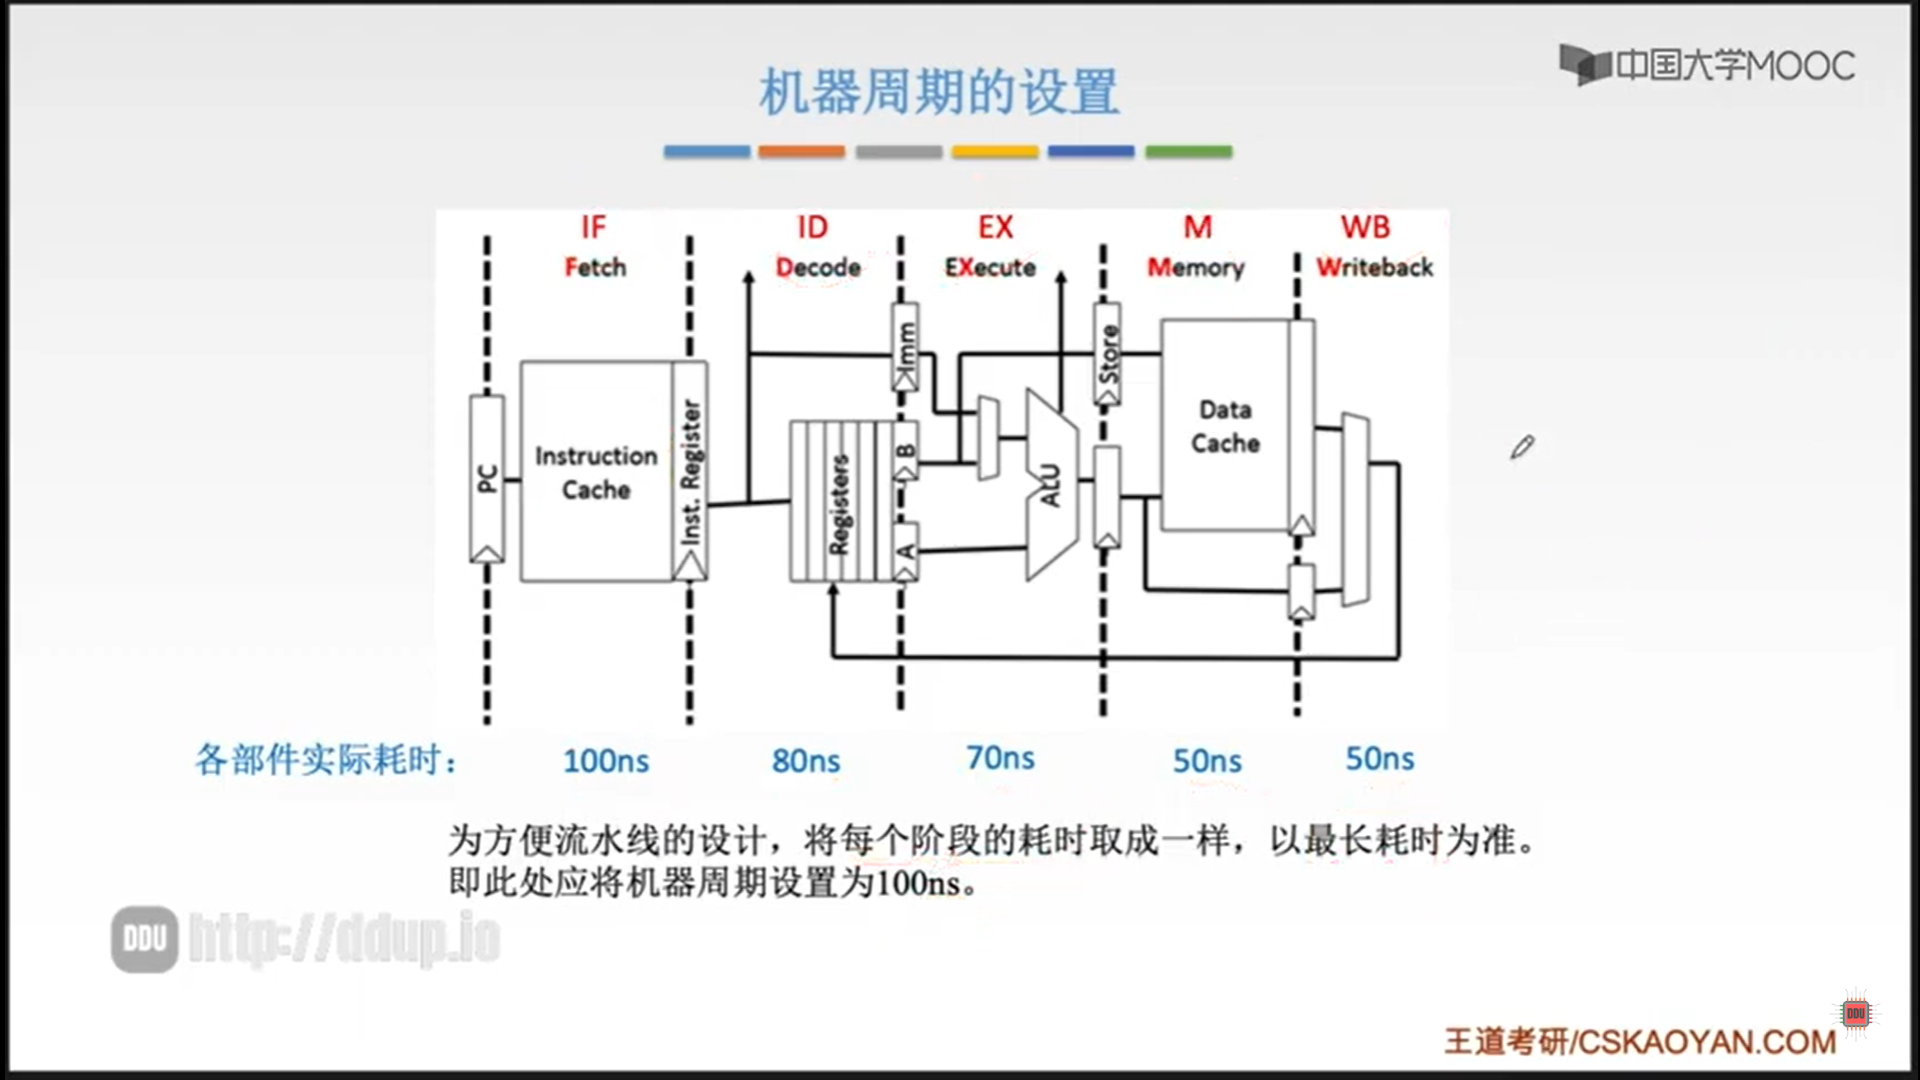 中国大学MOOC
机器周期的设置
IF
ID
EX
M
WB
Fetch
Decode
EXecute
Memory
Writeback
PC
Instruction
Cache
Inst. Register
Registers
Imm
B
A
ALU
Store
Data
Cache
各部件实际耗时：
100ns
80ns
70ns
50ns
50ns
为方便流水线的设计，将每个阶段的耗时取成一样，以最长耗时为准。
即此处应将机器周期设置为100ns。
DDU
http://ddup.io
DDU
王道考研/CSKAOYAN.COM